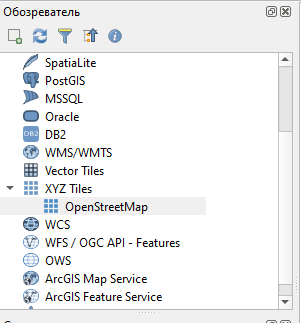 Обозреватель
SpatiaLite
PostGIS
MSSQL
Oracle
DB2
DB2
WMS/WMTS
Vector Tiles
XYZ Tiles
OpenStreetMap
WCS
WFS / OGC API - Features
OWS
ArcGIS Map Service
ArcGIS Feature Service